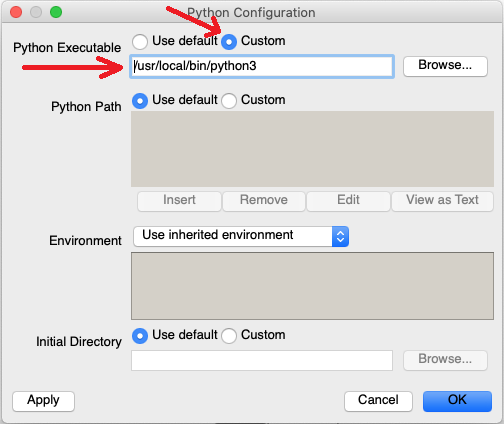 Python Configuration
Python Executable Use default Custom
/usr/local/bin/python3 Browse...
Python Path Use default Custom
Insert Remove Edit View as Text
Environment Use inherited environment
Initial Directory Use default Custom
Browse...
Apply Cancel OK